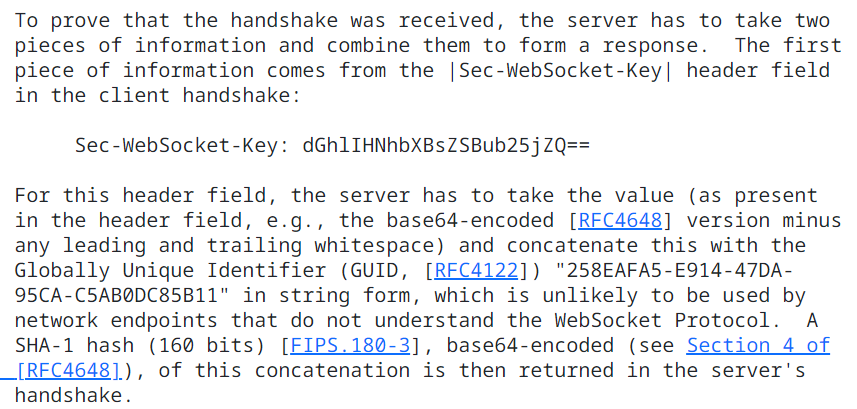 To prove that the handshake was received, the server has to take two
pieces of information and combine them to form a response.  The first
piece of information comes from the |Sec-WebSocket-Key| header field
in the client handshake:
Sec-WebSocket-Key: dGhlIHNhbXBsZSBub25jZQ==
For this header field, the server has to take the value (as present
in the header field, e.g., the base64-encoded [RFC4648] version minus
any leading and trailing whitespace) and concatenate this with the
Globally Unique Identifier (GUID, [RFC4122]) "258EAFA5-E914-47DA-
95CA-C5AB0DC85B11" in string form, which is unlikely to be used by
network endpoints that do not understand the WebSocket Protocol.  A
SHA-1 hash (160 bits) [FIPS.180-3], base64-encoded (see Section 4 of
[RFC4648]), of this concatenation is then returned in the server's
handshake.